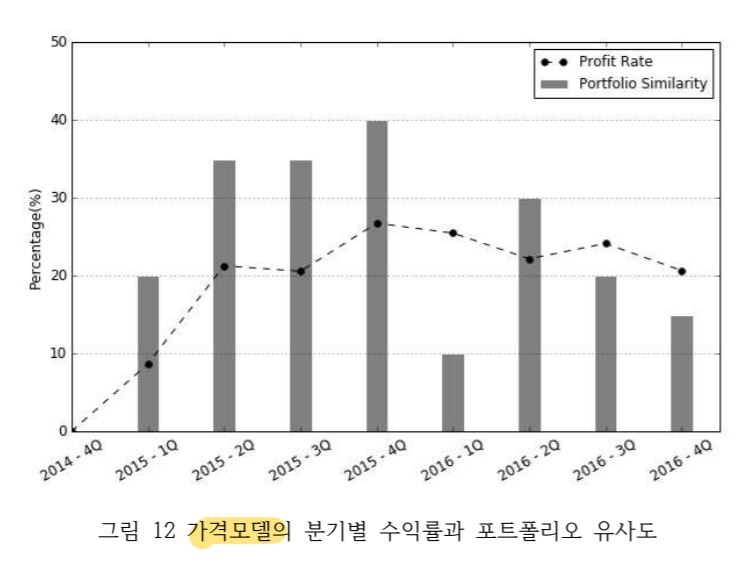 50
Profit Rate
Portfolio Similarity
40
30
Percentage(%)
20
10
0
2014 - 4Q
2015 - 1Q
2015 - 2Q
2015 - 3Q
2015 - 4Q
2016 - 1Q
2016 - 2Q
2016 - 3Q
2016 - 4Q
그림 12 가격모델의 분기별 수익률과 포트폴리오 유사도